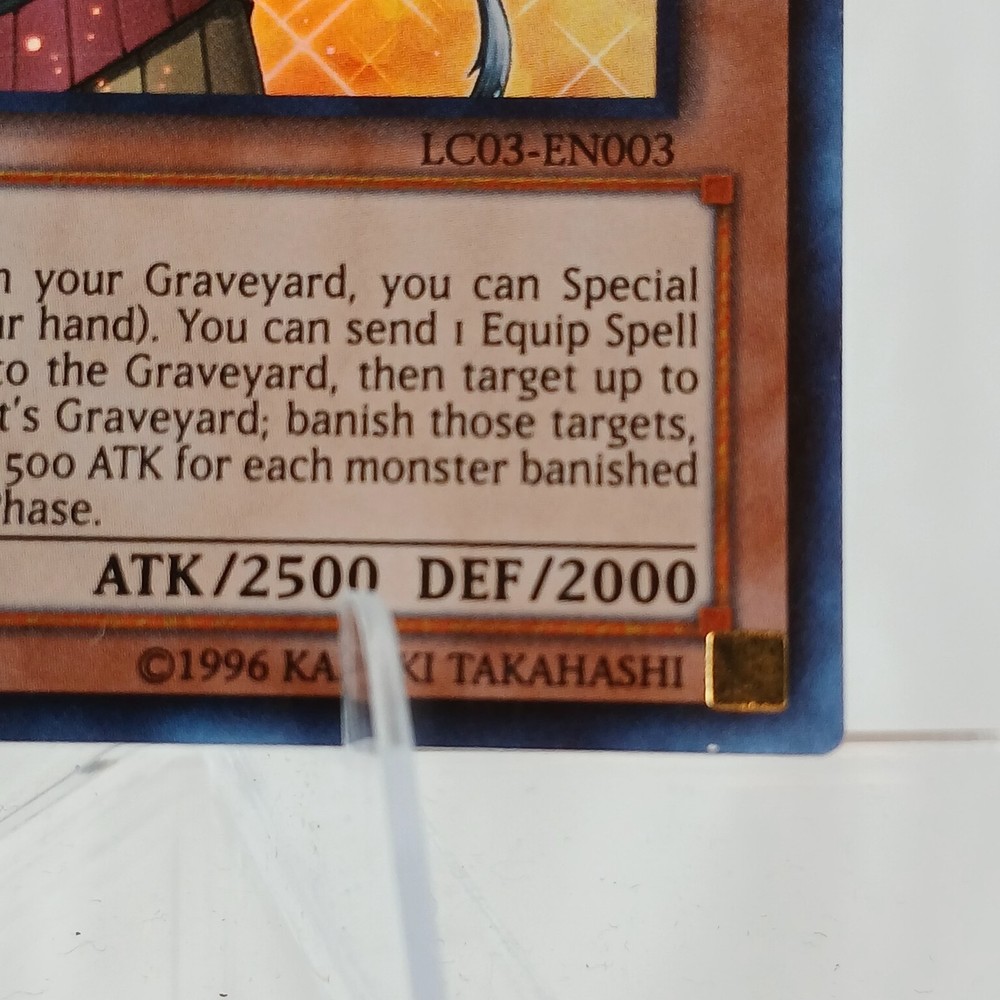 LC03-EN003
your Graveyard, you can Special
hand). You can send 1 Equip Spell
the Graveyard, then target up to
Graveyard; banish those targets,
500 ATK for each monster banished
hase.
ATK/2500 DEF/2000
©1996 KA KI TAKAHASHI